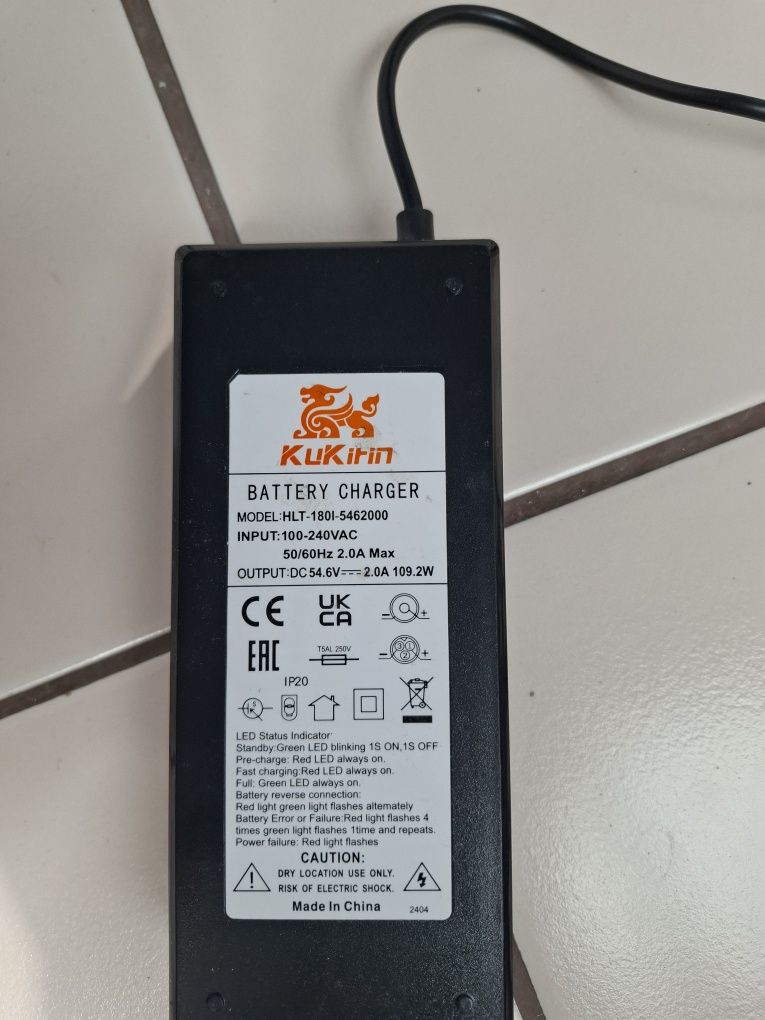 KuKirin
BATTERY CHARGER
MODEL:HLT-180I-5462000
INPUT:100-240VAC
50/60Hz 2.0A Max
OUTPUT:DC 54.6V⎓2.0A 109.2W
CE UK CA - +
EAC T5AL 250V - 3 1 2 +
IP20
S
LED Status Indicator:
Standby:Green LED blinking 1S ON,1S OFF
Pre-charge: Red LED always on.
Fast charging:Red LED always on.
Full: Green LED always on.
Battery reverse connection:
Red light green light flashes altemately
Battery Error or Failure:Red light flashes 4
times green light flashes 1time and repeats.
Power failure: Red light flashes
CAUTION:
DRY LOCATION USE ONLY.
RISK OF ELECTRIC SHOCK.
Made In China 2404